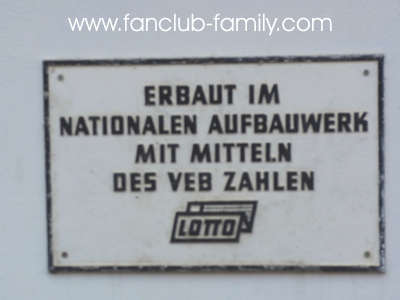 www.fanclub-family.com
ERBAUT IM
NATIONALEN AUFBAUWERK
MIT MITTELN
DES VEB ZAHLEN
LOTTO